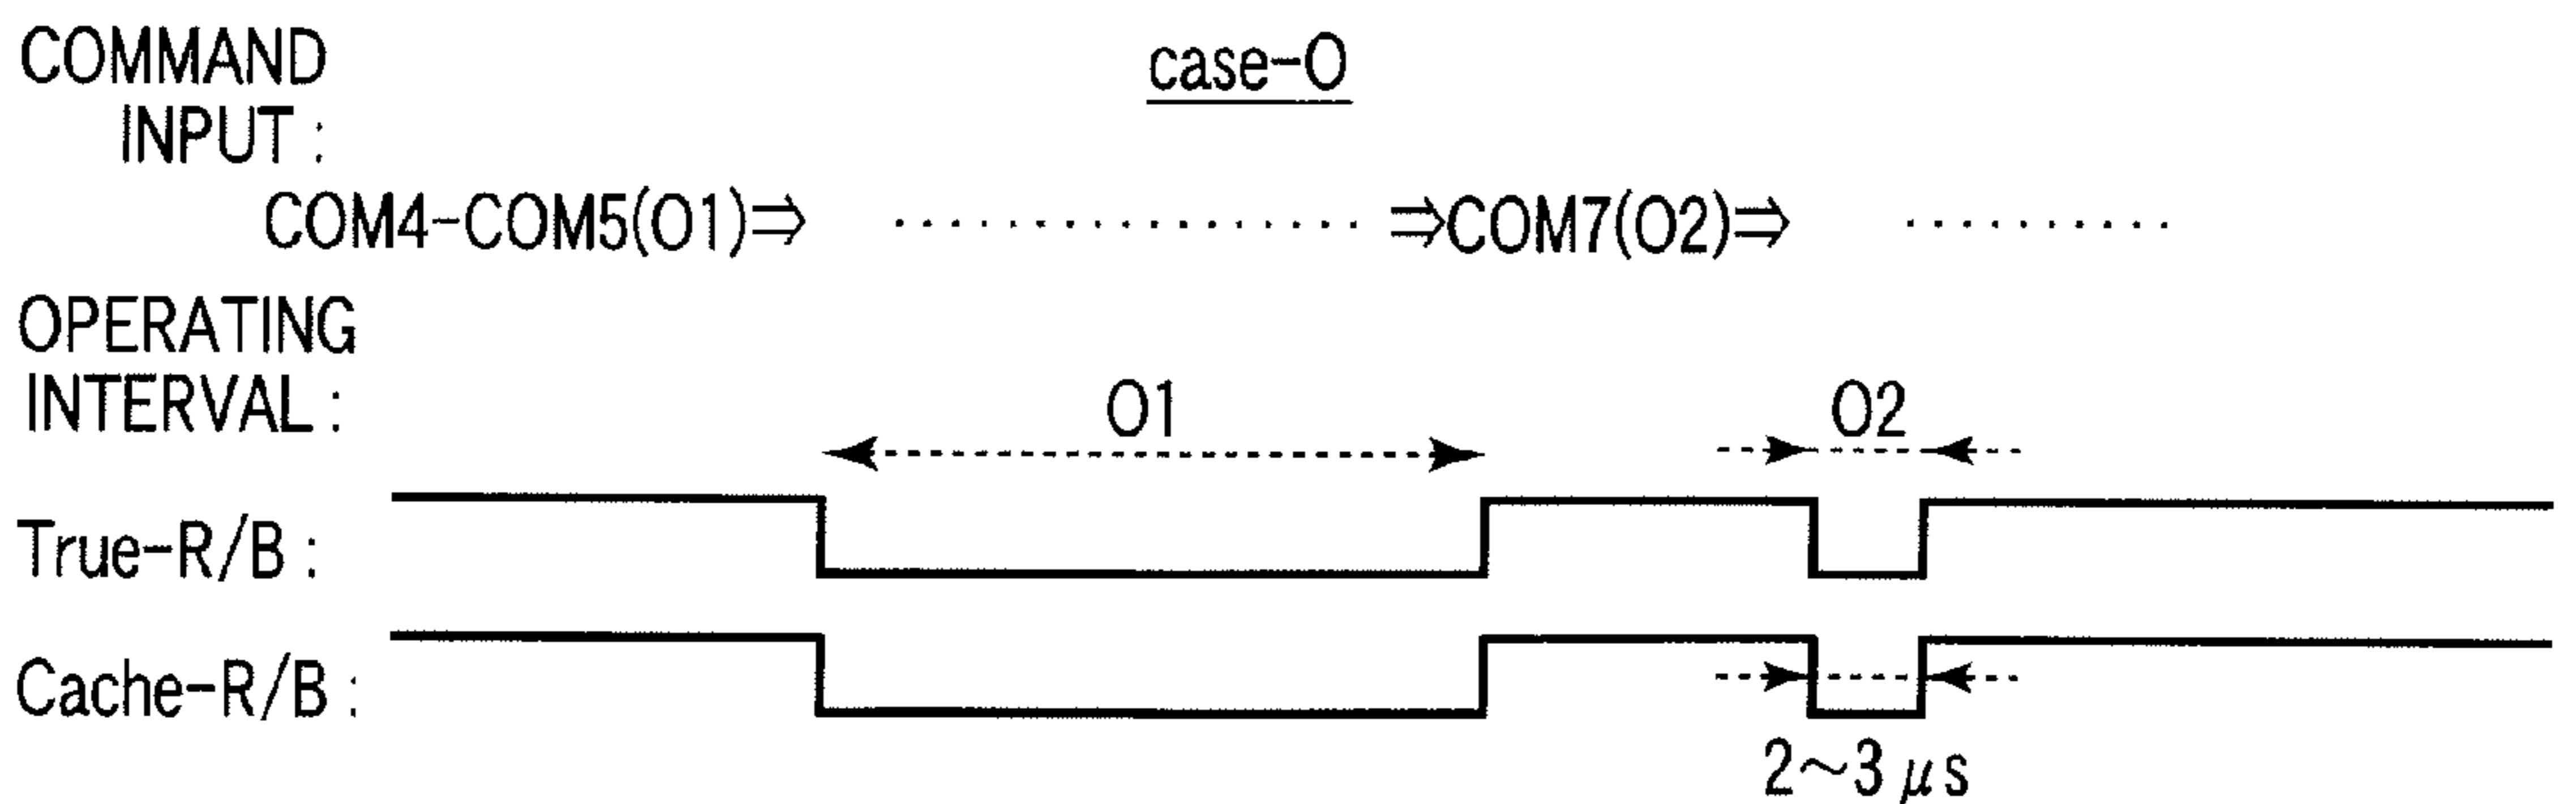 case-O
COMMAND
INPUT :
COM4-COM5(O1)⇒ ················· ⇒COM7(O2)⇒ ··········
OPERATING
INTERVAL :
O1
O2
True-R/B :
Cache-R/B :
2~3 μs